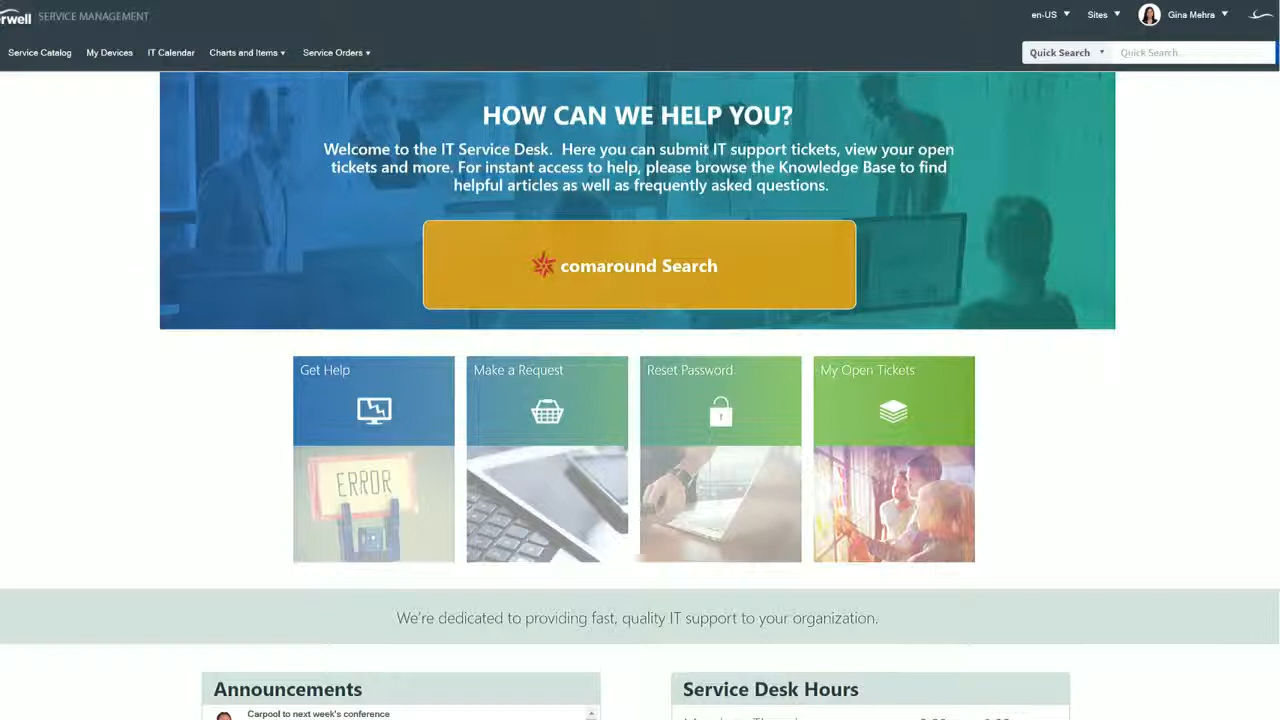 rwell SERVICE MANAGEMENT
en-US Sites Gina Mehra
Service Catalog My Devices IT Calendar Charts and Items Service Orders
Quick Search Quick Search...
HOW CAN WE HELP YOU?
Welcome to the IT Service Desk. Here you can submit IT support tickets, view your open
tickets and more. For instant access to help, please browse the Knowledge Base to find
helpful articles as well as frequently asked questions.
comaround Search
Get Help
Make a Request
Reset Password
My Open Tickets
ERROR
We're dedicated to providing fast, quality IT support to your organization.
Announcements
Carpool to next week's conference
Service Desk Hours